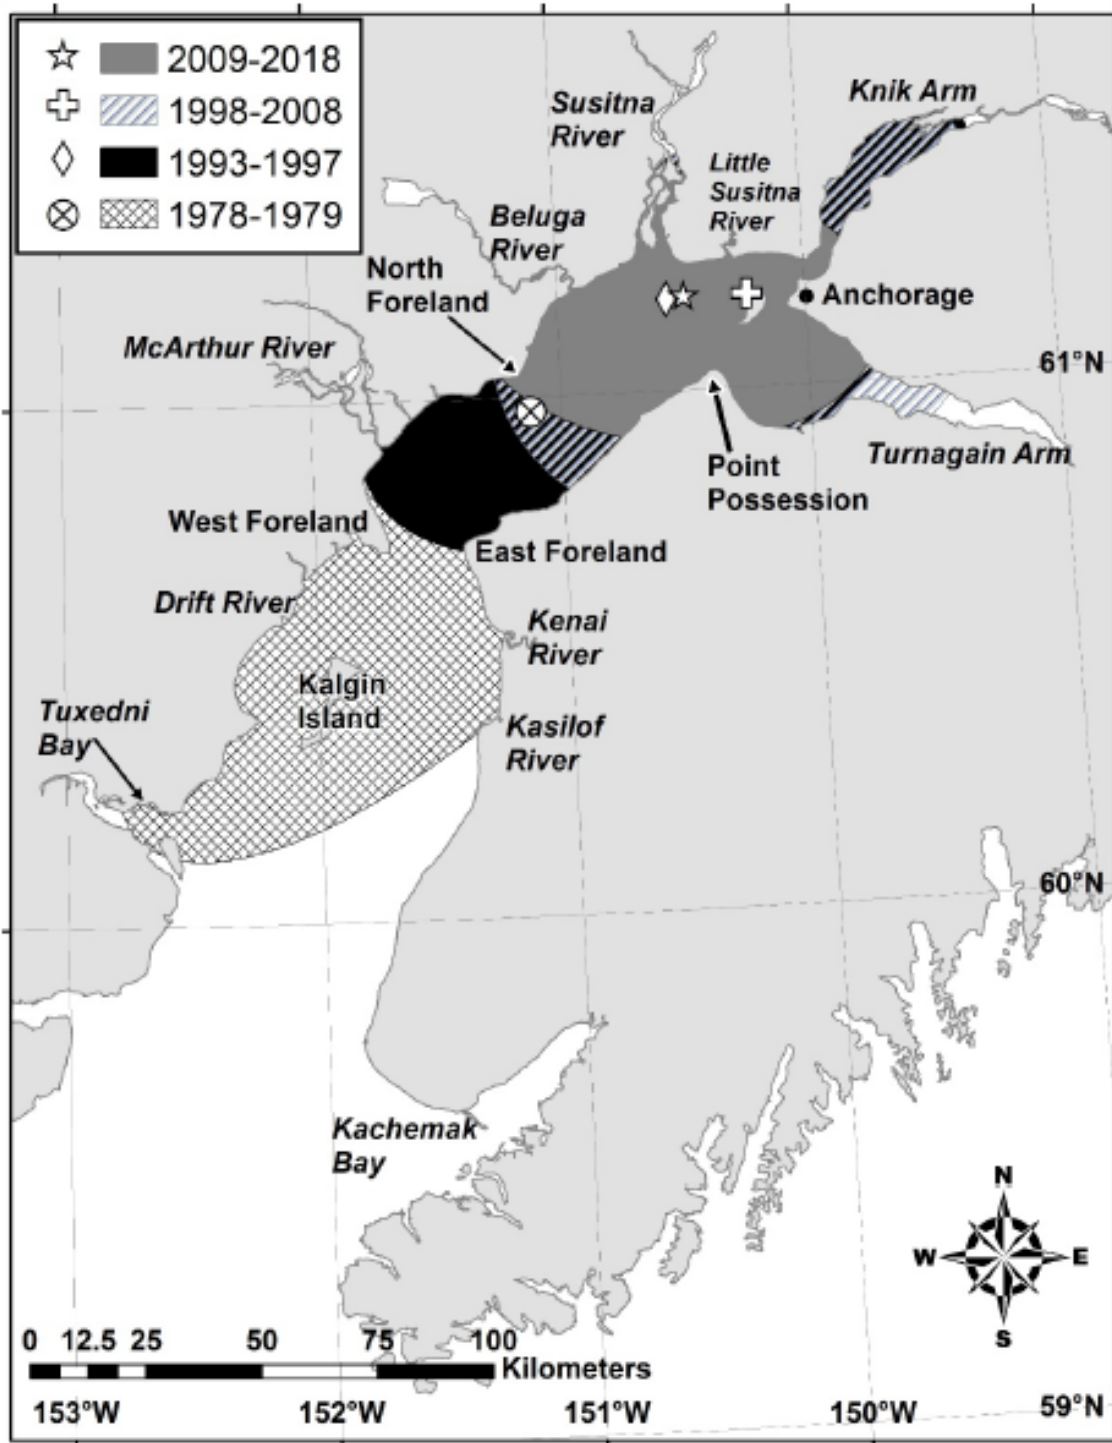 2009-2018
1998-2008
1993-1997
1978-1979
Knik Arm
Susitna
River
Little
Susitna
River
Beluga
River
North
Foreland
Anchorage
McArthur River
61°N
Turnagain Arm
Point
Possession
West Foreland
East Foreland
Drift River
Kenai
River
Kalgin
Island
Tuxedni
Bay
Kasilof
River
60°N
Kachemak
Bay
N
W E
S
0 12.5 25 50 75 100
Kilometers
153°W 152°W 151°W 150°W 59°N